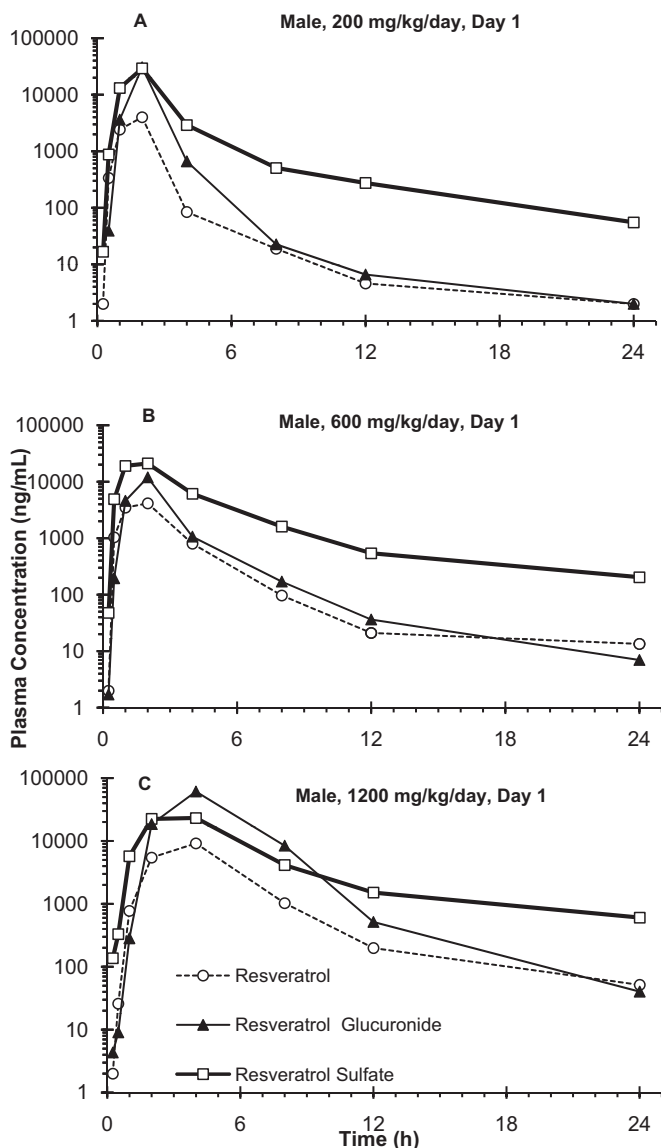 A
Male, 200 mg/kg/day, Day 1
100000
10000
1000
100
10
1
0 6 12 18 24
B
Male, 600 mg/kg/day, Day 1
100000
10000
1000
100
10
1
0 6 12 18 24
Plasma Concentration (ng/mL)
C
Male, 1200 mg/kg/day, Day 1
100000
10000
1000
100
10
1
Resveratrol
Resveratrol Glucuronide
Resveratrol Sulfate
0 6 12 18 24
Time (h)